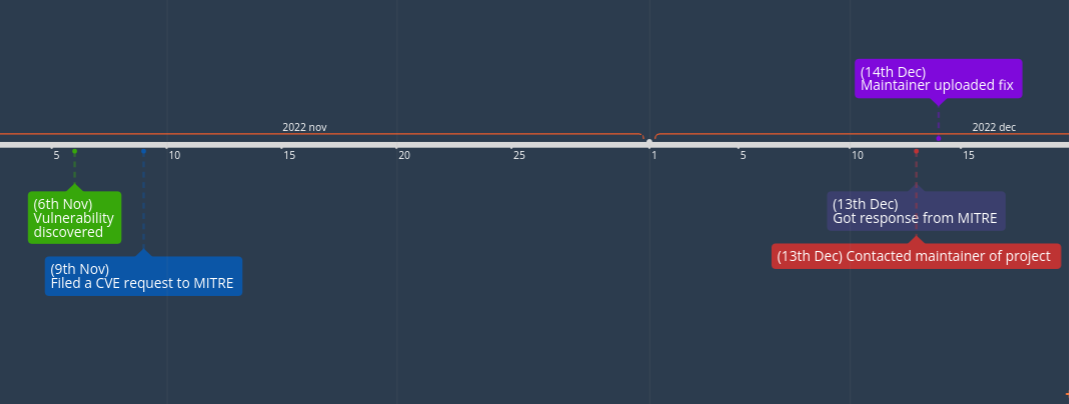 (14th Dec)
Maintainer uploaded fix
2022 nov
2022 dec
5
10
15
20
25
1
5
10
15
(6th Nov)
Vulnerability
discovered
(13th Dec)
Got response from MITRE
(13th Dec) Contacted maintainer of project
(9th Nov)
Filed a CVE request to MITRE